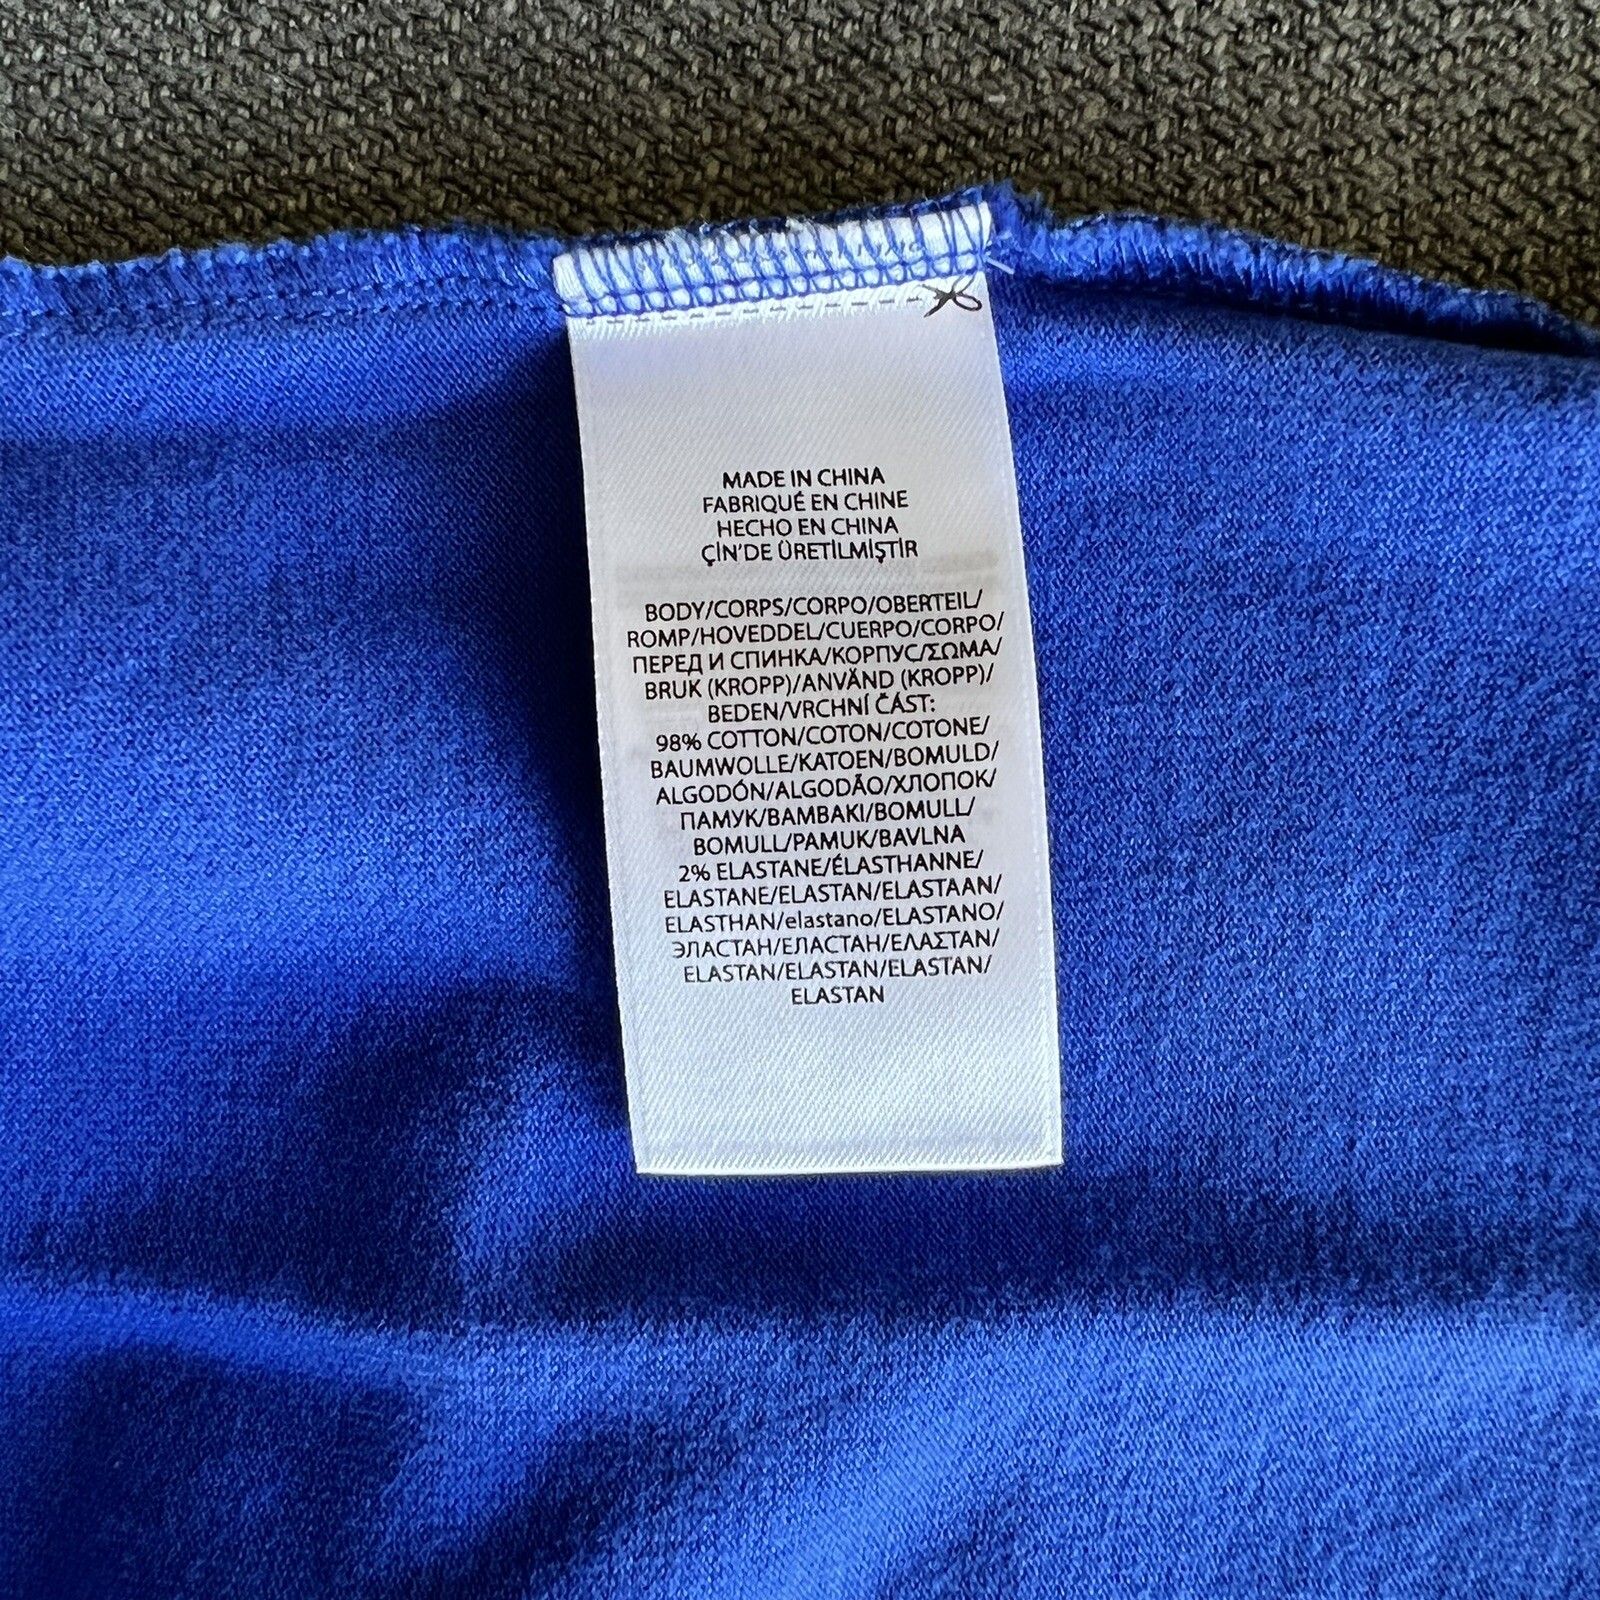 MADE IN CHINA
FABRIQUÉ EN CHINE
HECHO EN CHINA
ÇİN'DE ÜRETİLMİŞTİR
BODY/CORPS/CORPO/OBERTEIL/
ROMP/HOVEDDEL/CUERPO/CORPO/
ПЕРЕД И СПИНКА/КОРПУС/ΣΩΜΑ/
BRUK (KROPP)/ANVÄND (KROPP)/
BEDEN/VRCHNÍ ČÁST:
98% COTTON/COTON/COTONE/
BAUMWOLLE/KATOEN/BOMULD/
ALGODÓN/ALGODÃO/ХЛОПОК/
ПАМУК/ΒΑΜΒΑΚΙ/BOMULL/
BOMULL/PAMUK/BAVLNA
2% ELASTANE/ÉLASTHANNE/
ELASTANE/ELASTAN/ELASTAAN/
ELASTHAN/elastano/ELASTANO/
ЭЛАСТАН/ЕЛАСТАН/ΕΛΑΣΤΑΝ/
ELASTAN/ELASTAN/ELASTAN/
ELASTAN